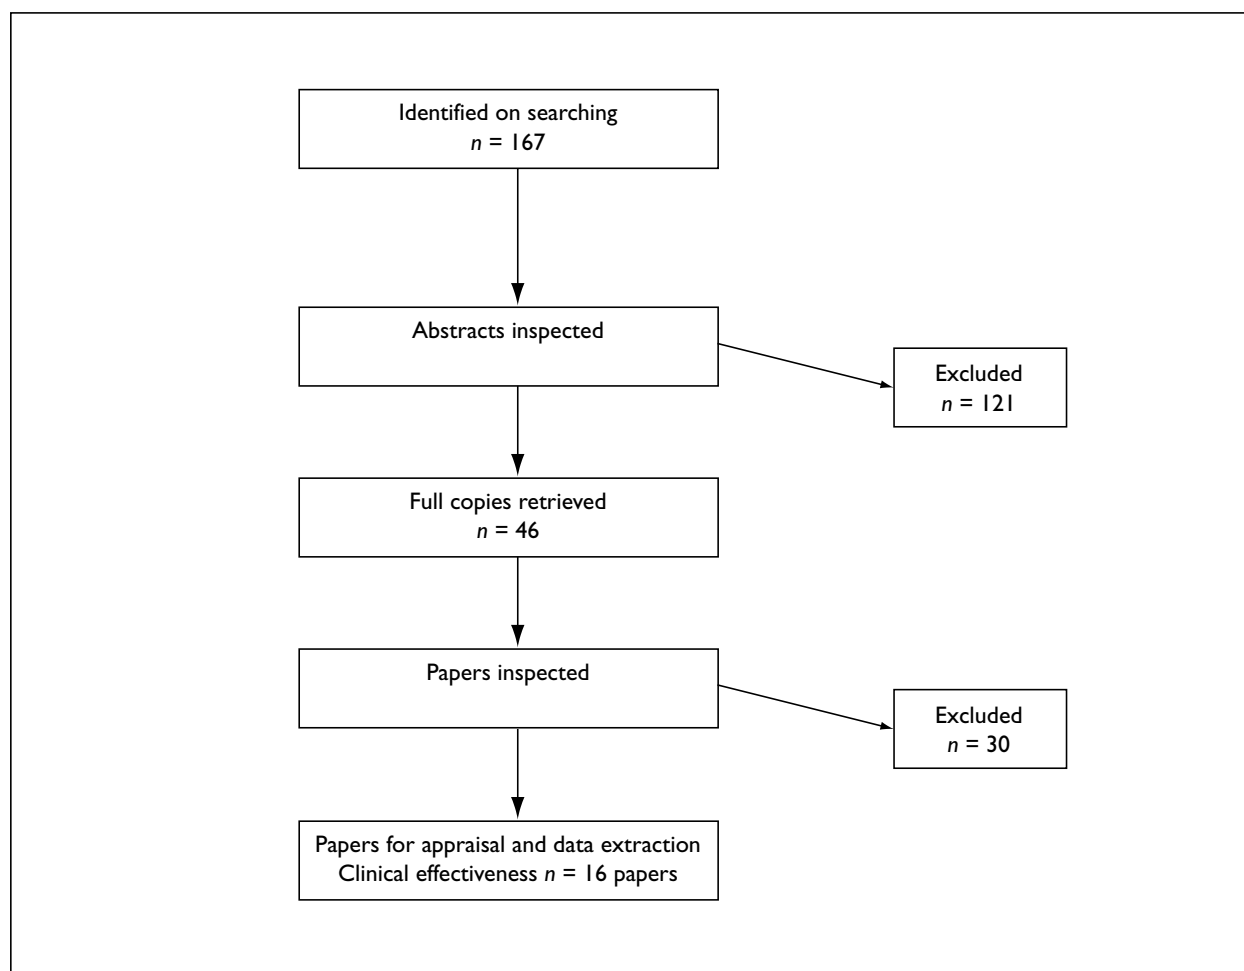 Identified on searching
n = 167
Abstracts inspected
Excluded
n = 121
Full copies retrieved
n = 46
Papers inspected
Excluded
n = 30
Papers for appraisal and data extraction
Clinical effectiveness n = 16 papers